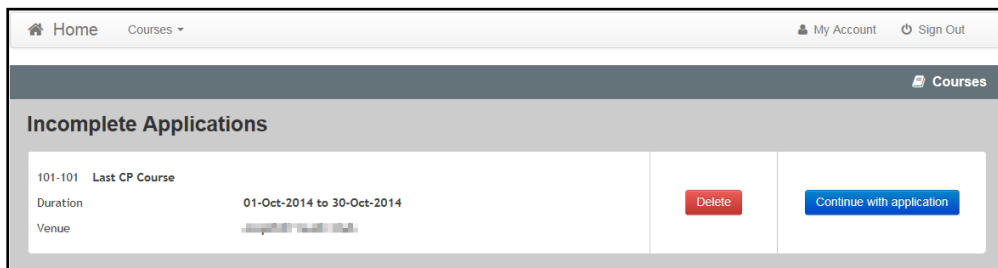 Home Courses My Account Sign Out
Courses
Incomplete Applications
101-101 Last CP Course
Duration 01-Oct-2014 to 30-Oct-2014
Delete Continue with application
Venue